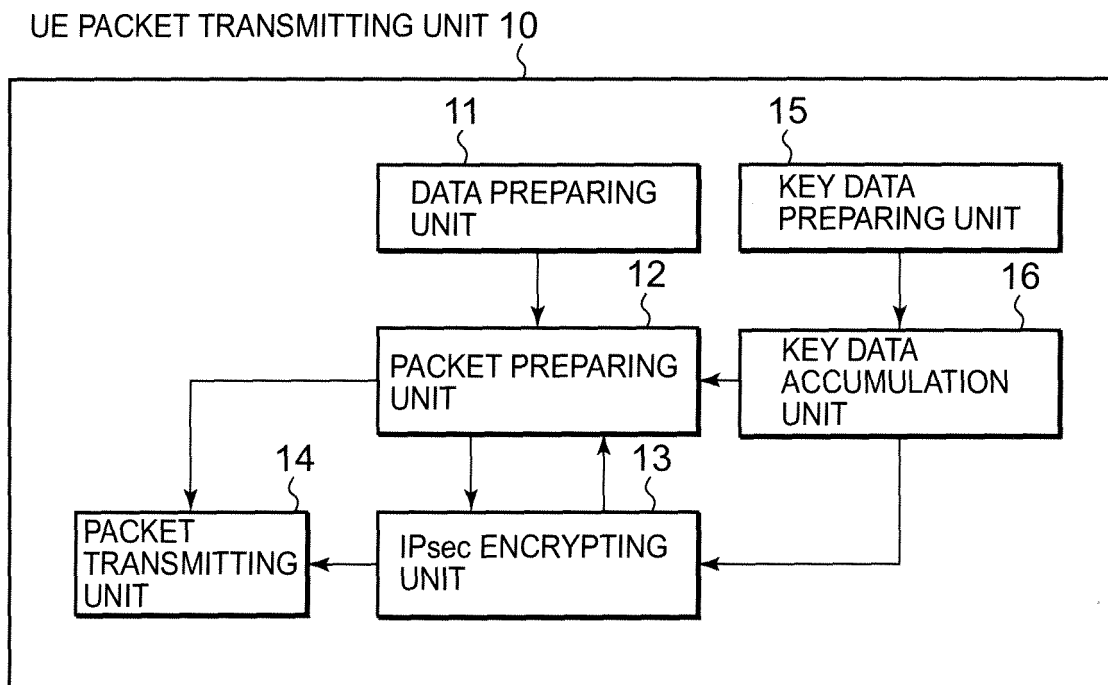 UE PACKET TRANSMITTING UNIT 10
11
DATA PREPARING
UNIT
15
KEY DATA
PREPARING UNIT
12
PACKET PREPARING
UNIT
16
KEY DATA
ACCUMULATION
UNIT
14
PACKET
TRANSMITTING
UNIT
13
IPsec ENCRYPTING
UNIT